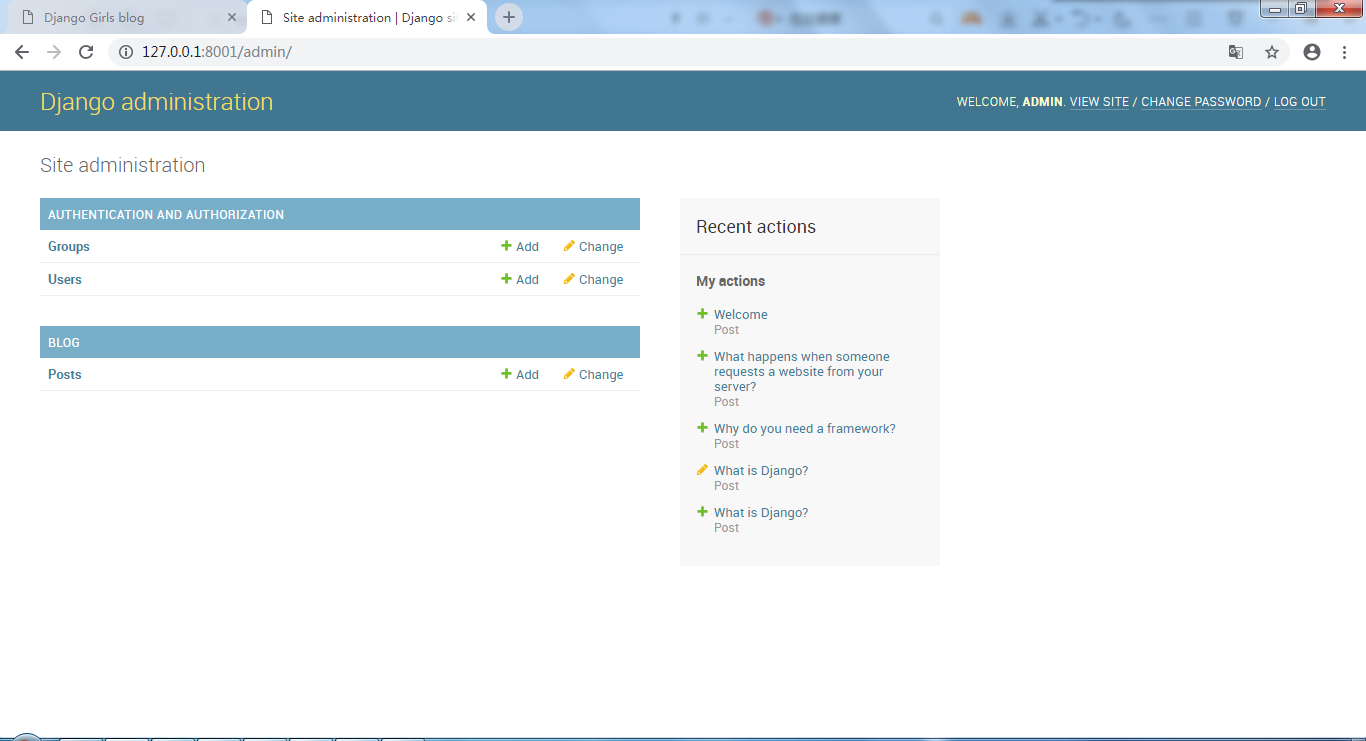 Django Girls blog
Site administration | Django si
127.0.0.1:8001/admin/
Django administration
WELCOME, ADMIN. VIEW SITE / CHANGE PASSWORD / LOG OUT
Site administration
AUTHENTICATION AND AUTHORIZATION
Groups Add Change
Users Add Change
BLOG
Posts Add Change
Recent actions
My actions
Welcome
Post
What happens when someone
requests a website from your
server?
Post
Why do you need a framework?
Post
What is Django?
Post
What is Django?
Post